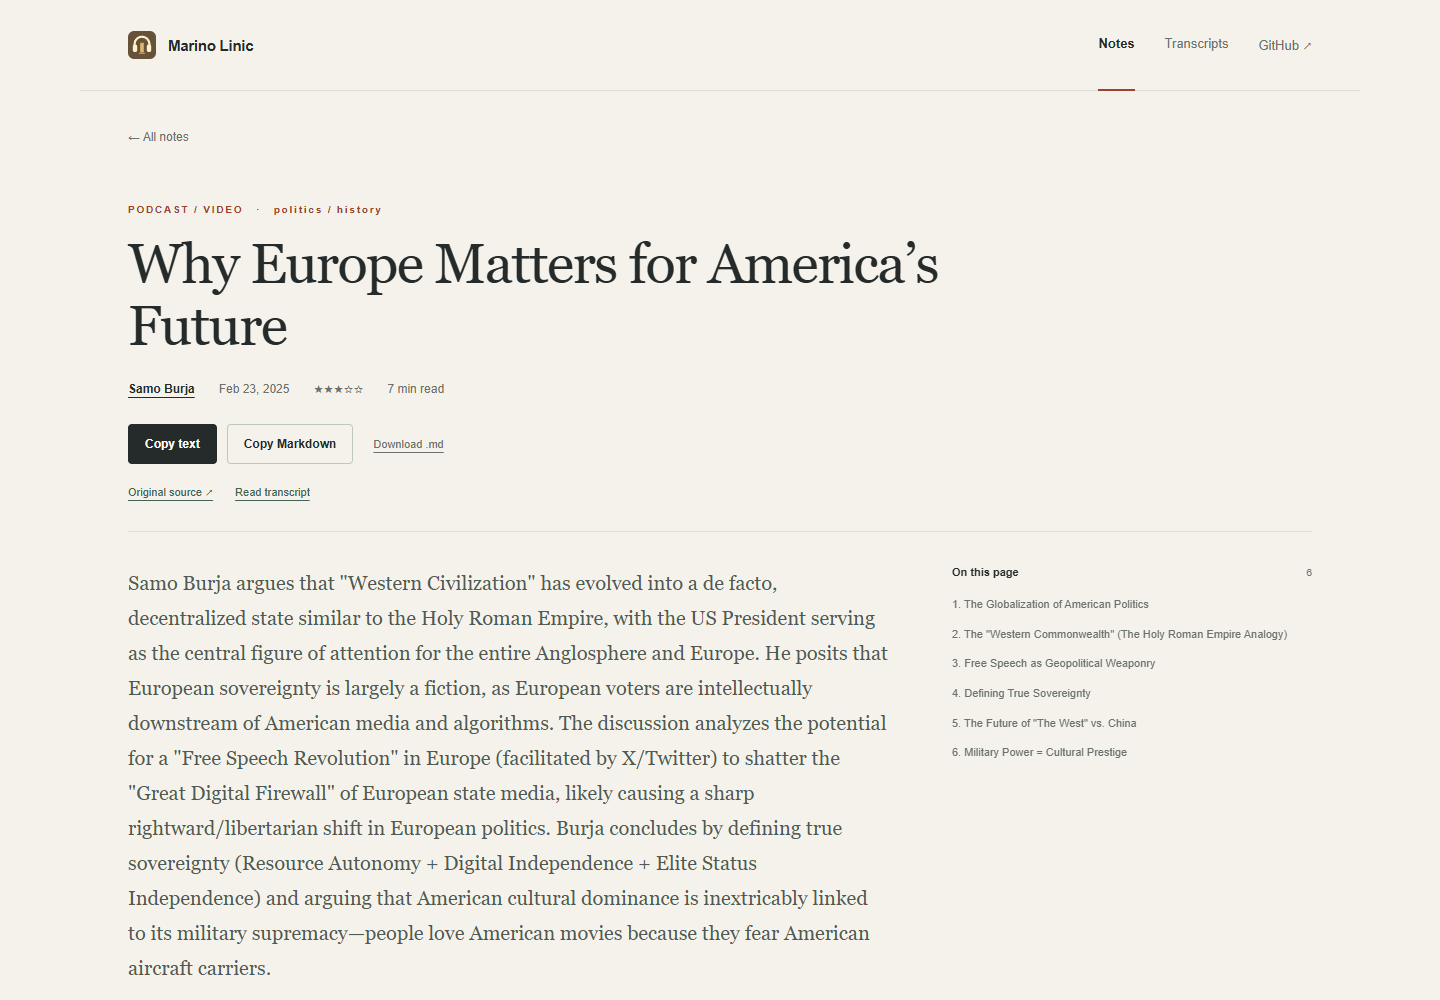 Marino Linic
Notes
Transcripts
GitHub ↗
← All notes
PODCAST / VIDEO · politics / history
Why Europe Matters for America’s
Future
Samo Burja
Feb 23, 2025
★★★☆☆
7 min read
Copy text
Copy Markdown
Download .md
Original source ↗
Read transcript
Samo Burja argues that "Western Civilization" has evolved into a de facto,
decentralized state similar to the Holy Roman Empire, with the US President serving
as the central figure of attention for the entire Anglosphere and Europe. He posits that
European sovereignty is largely a fiction, as European voters are intellectually
downstream of American media and algorithms. The discussion analyzes the potential
for a "Free Speech Revolution" in Europe (facilitated by X/Twitter) to shatter the
"Great Digital Firewall" of European state media, likely causing a sharp
rightward/libertarian shift in European politics. Burja concludes by defining true
sovereignty (Resource Autonomy + Digital Independence + Elite Status
Independence) and arguing that American cultural dominance is inextricably linked
to its military supremacy—people love American movies because they fear American
aircraft carriers.
On this page
6
1. The Globalization of American Politics
2. The "Western Commonwealth" (The Holy Roman Empire Analogy)
3. Free Speech as Geopolitical Weaponry
4. Defining True Sovereignty
5. The Future of "The West" vs. China
6. Military Power = Cultural Prestige